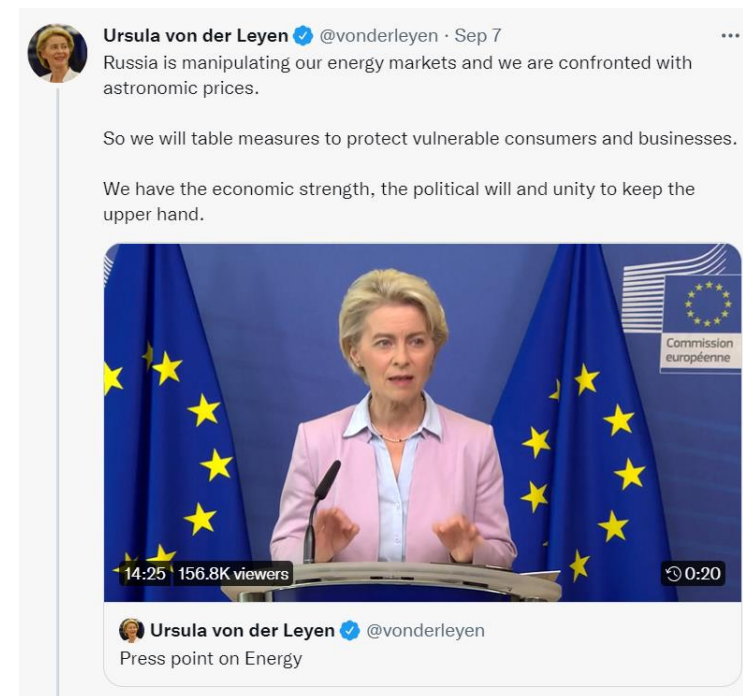 Ursula von der Leyen @vonderleyen · Sep 7
Russia is manipulating our energy markets and we are confronted with
astronomic prices.
So we will table measures to protect vulnerable consumers and businesses.
We have the economic strength, the political will and unity to keep the
upper hand.
Commission
européenne
14:25 156.8K viewers
0:20
Ursula von der Leyen @vonderleyen
Press point on Energy